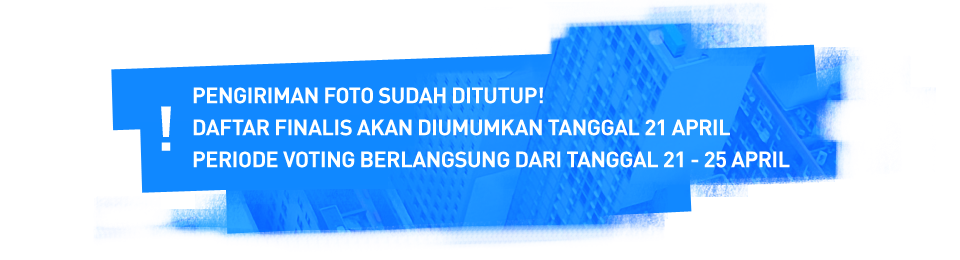 !
PENGIRIMAN FOTO SUDAH DITUTUP!
DAFTAR FINALIS AKAN DIUMUMKAN TANGGAL 21 APRIL
PERIODE VOTING BERLANGSUNG DARI TANGGAL 21 - 25 APRIL